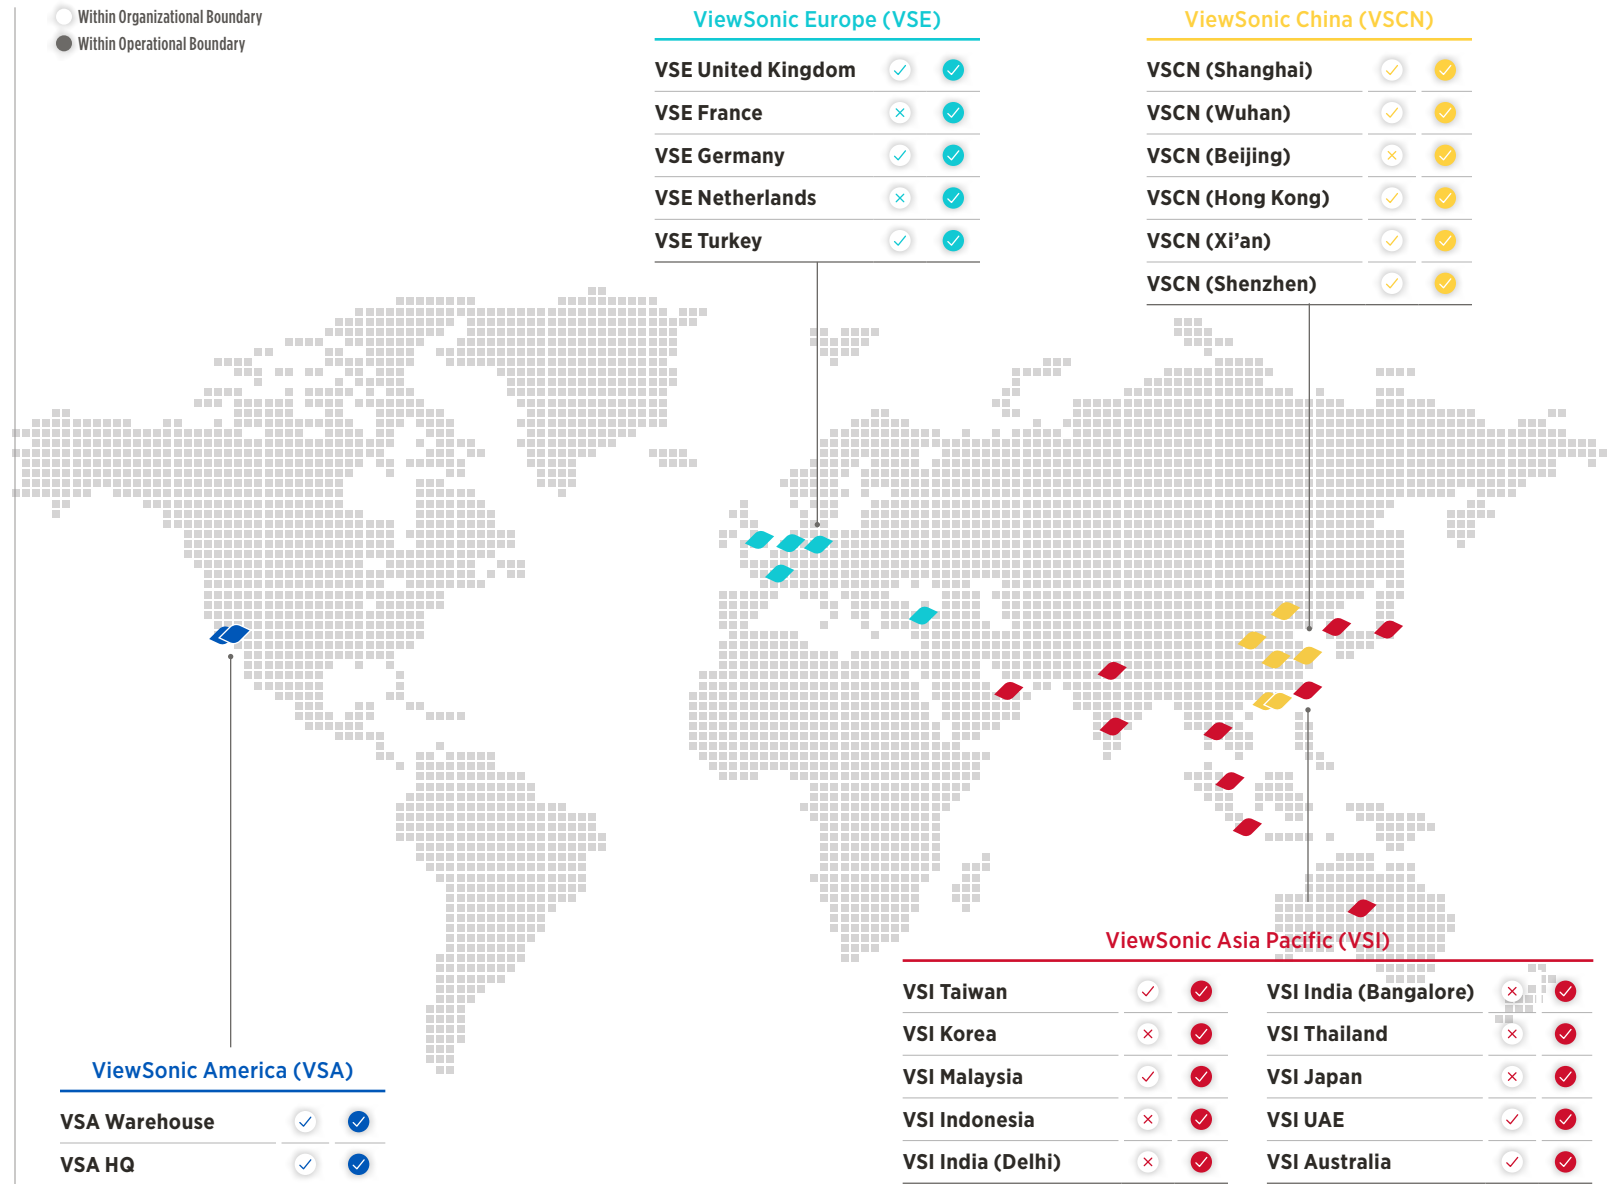 Within Organizational Boundary
Within Operational Boundary
ViewSonic Europe (VSE)
VSE United Kingdom
VSE France
VSE Germany
VSE Netherlands
VSE Turkey
ViewSonic China (VSCN)
VSCN (Shanghai)
VSCN (Wuhan)
VSCN (Beijing)
VSCN (Hong Kong)
VSCN (Xi’an)
VSCN (Shenzhen)
ViewSonic America (VSA)
VSA Warehouse
VSA HQ
ViewSonic Asia Pacific (VSI)
VSI Taiwan
VSI Korea
VSI Malaysia
VSI Indonesia
VSI India (Delhi)
VSI India (Bangalore)
VSI Thailand
VSI Japan
VSI UAE
VSI Australia